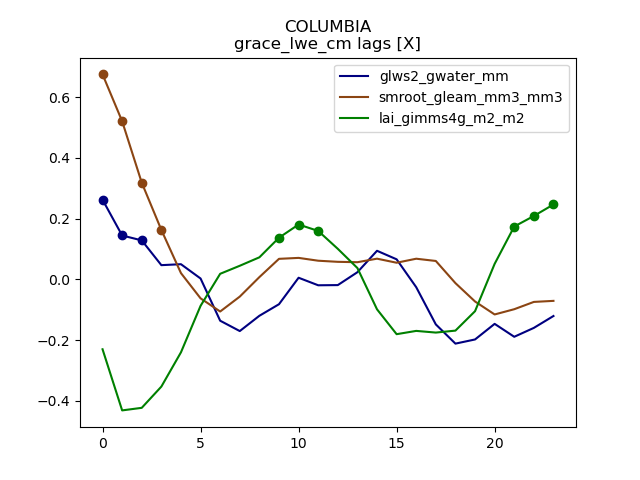 COLUMBIA
grace_lwe_cm lags [X]
glws2_gwater_mm
smroot_gleam_mm3_mm3
lai_gimms4g_m2_m2
0.6
0.4
0.2
0.0
−0.2
−0.4
0 5 10 15 20